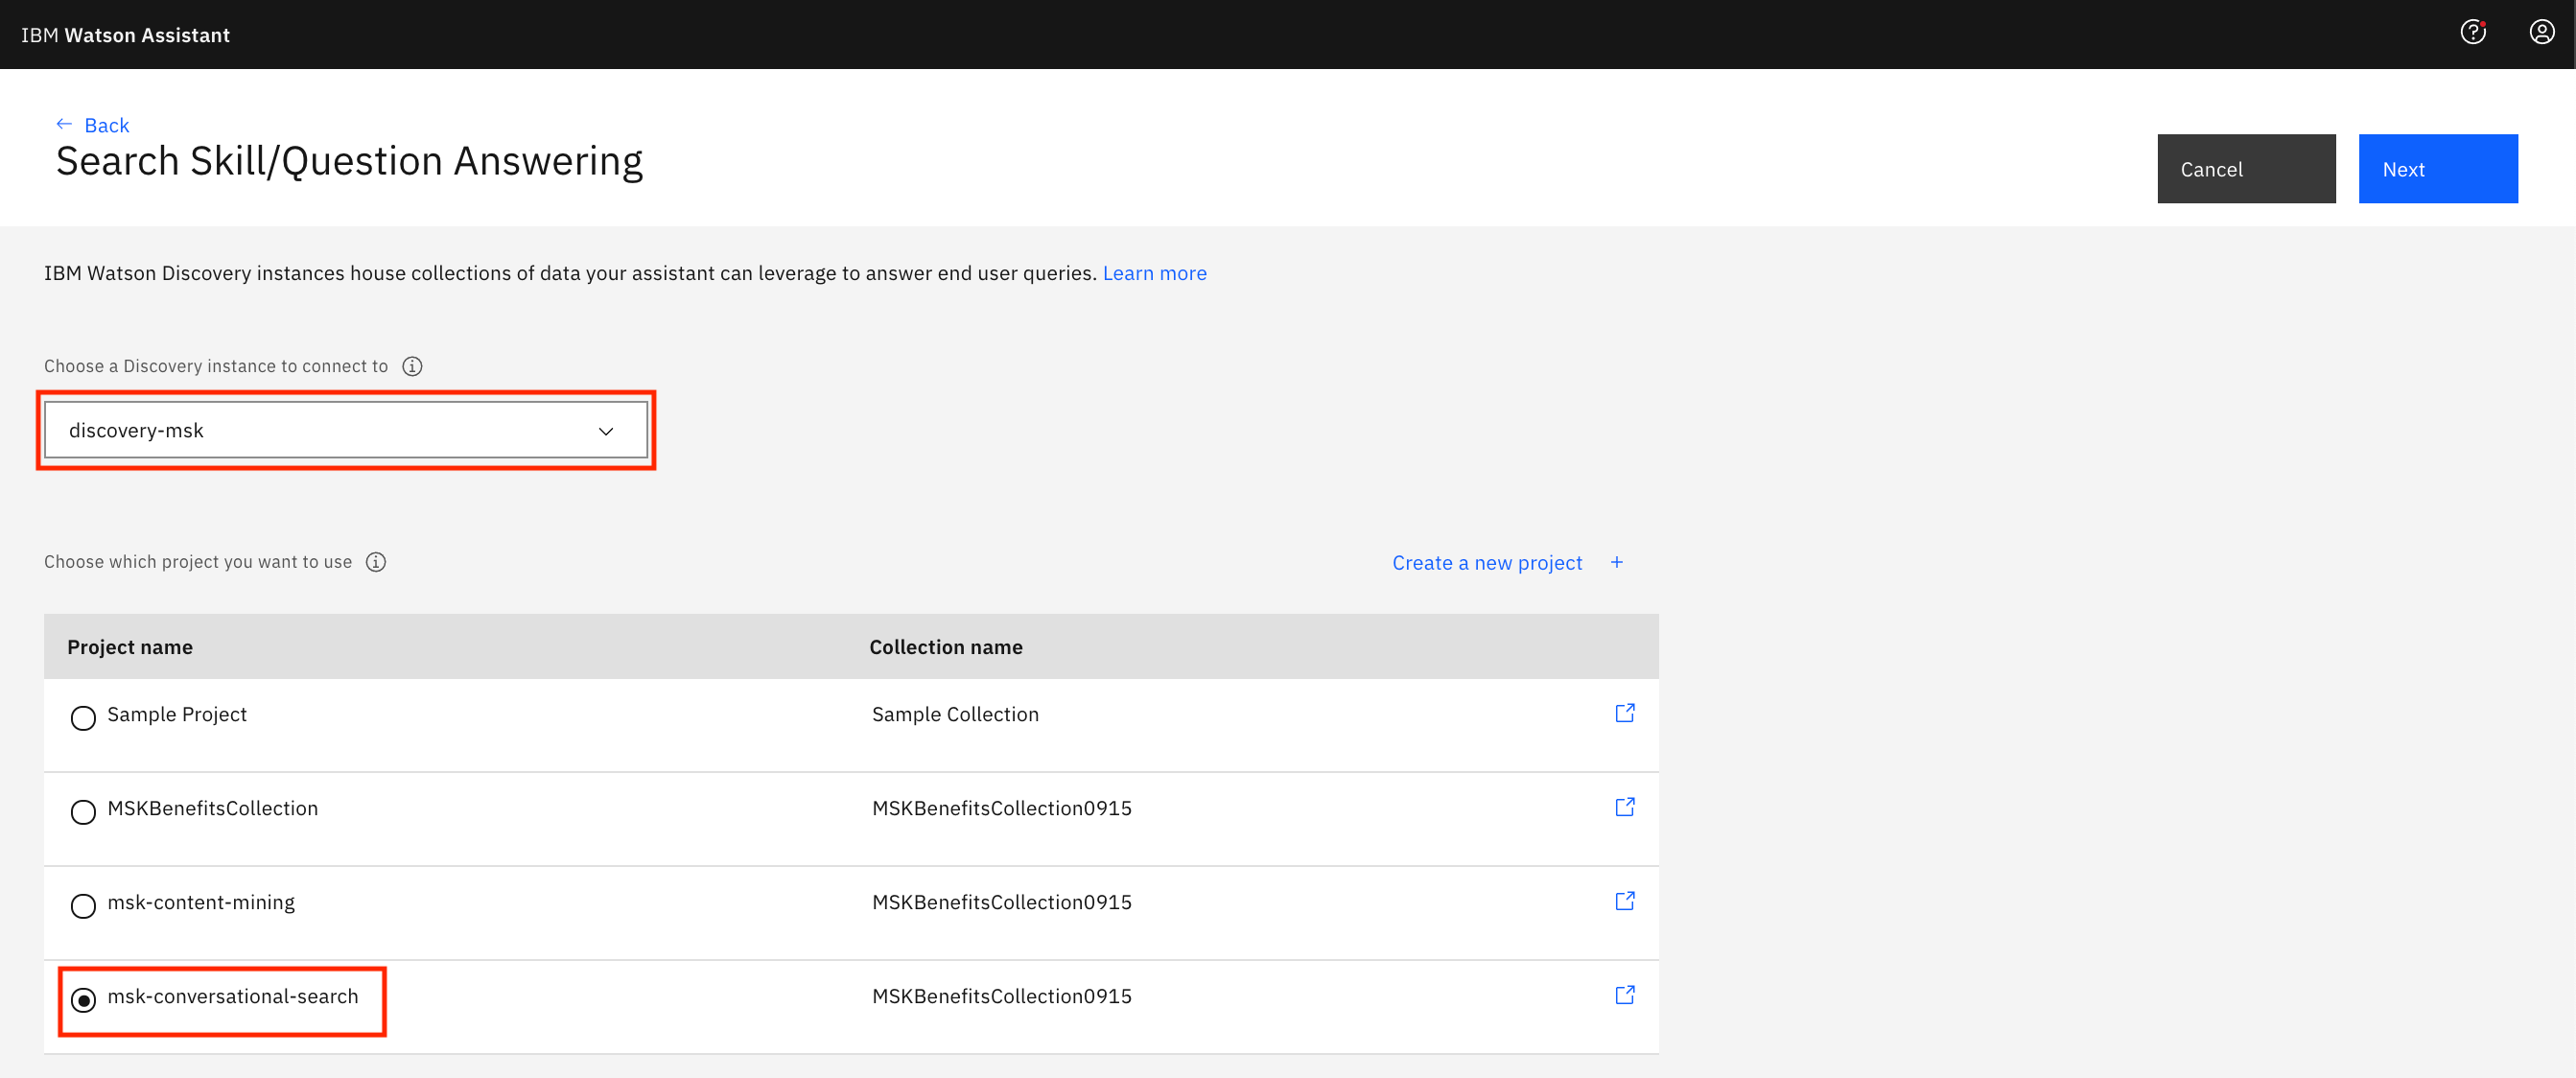 IBM Watson Assistant
Back
Search Skill/Question Answering
Cancel
Next
IBM Watson Discovery instances house collections of data your assistant can leverage to answer end user queries. Learn more
Choose a Discovery instance to connect to
discovery-msk
Choose which project you want to use
Create a new project +
Project name Collection name
Sample Project Sample Collection
MSKBenefitsCollection MSKBenefitsCollection0915
msk-content-mining MSKBenefitsCollection0915
msk-conversational-search MSKBenefitsCollection0915